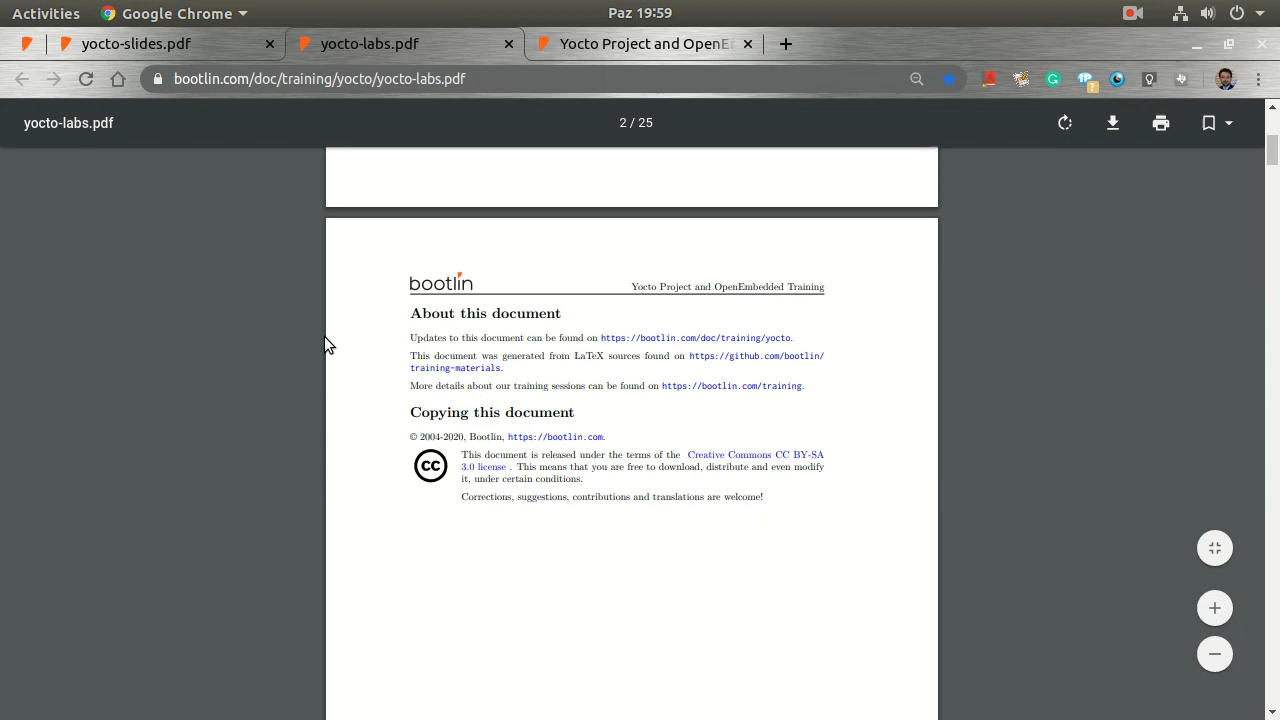 Activities
Google Chrome
Paz 19:59
yocto-slides.pdf
yocto-labs.pdf
Yocto Project and OpenE
bootlin.com/doc/training/yocto/yocto-labs.pdf
yocto-labs.pdf
2 / 25
bootlin
Yocto Project and OpenEmbedded Training
About this document
Updates to this document can be found on https://bootlin.com/doc/training/yocto.
This document was generated from LaTeX sources found on https://github.com/bootlin/
training-materials.
More details about our training sessions can be found on https://bootlin.com/training.
Copying this document
© 2004-2020, Bootlin, https://bootlin.com.
cc
This document is released under the terms of the Creative Commons CC BY-SA
3.0 license . This means that you are free to download, distribute and even modify
it, under certain conditions.
Corrections, suggestions, contributions and translations are welcome!